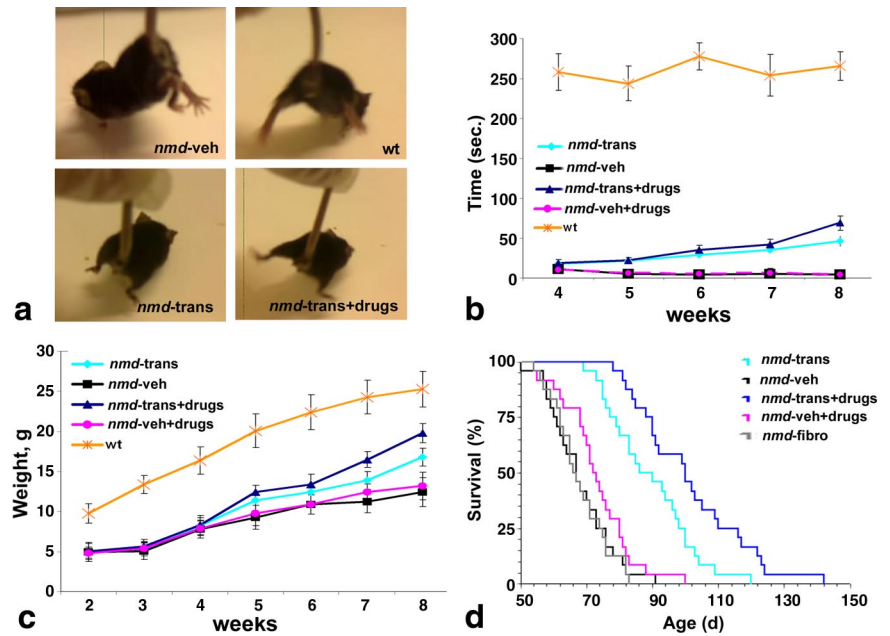 nmd-veh
wt
nmd-trans
nmd-trans+drugs
a
300
250
200
150
100
50
0
Time (sec.)
nmd-trans
nmd-veh
nmd-trans+drugs
nmd-veh+drugs
wt
4 5 6 7 8
weeks
b
30
25
20
15
10
5
0
Weight, g
nmd-trans
nmd-veh
nmd-trans+drugs
nmd-veh+drugs
wt
2 3 4 5 6 7 8
weeks
c
100
75
50
25
0
Survival (%)
nmd-trans
nmd-veh
nmd-trans+drugs
nmd-veh+drugs
nmd-fibro
50 70 90 110 130 150
Age (d)
d